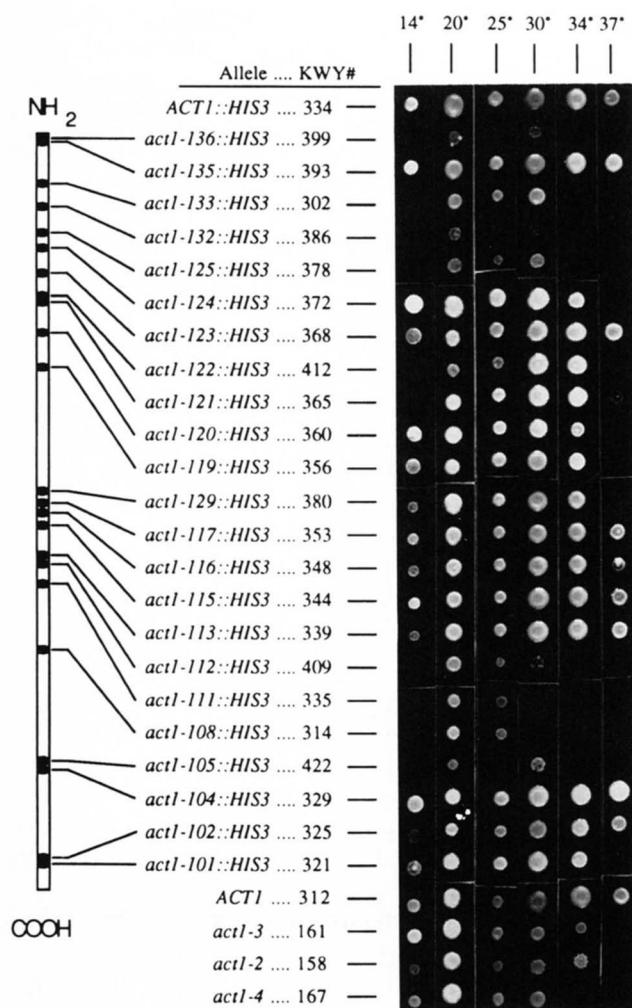 14° 20° 25° 30° 34° 37°
Allele .... KWY#
NH2
ACT1::HIS3 .... 334
act1-136::HIS3 .... 399
act1-135::HIS3 .... 393
act1-133::HIS3 .... 302
act1-132::HIS3 .... 386
act1-125::HIS3 .... 378
act1-124::HIS3 .... 372
act1-123::HIS3 .... 368
act1-122::HIS3 .... 412
act1-121::HIS3 .... 365
act1-120::HIS3 .... 360
act1-119::HIS3 .... 356
act1-129::HIS3 .... 380
act1-117::HIS3 .... 353
act1-116::HIS3 .... 348
act1-115::HIS3 .... 344
act1-113::HIS3 .... 339
act1-112::HIS3 .... 409
act1-111::HIS3 .... 335
act1-108::HIS3 .... 314
act1-105::HIS3 .... 422
act1-104::HIS3 .... 329
act1-102::HIS3 .... 325
act1-101::HIS3 .... 321
ACT1 .... 312
COOH
act1-3 .... 161
act1-2 .... 158
act1-4 .... 167